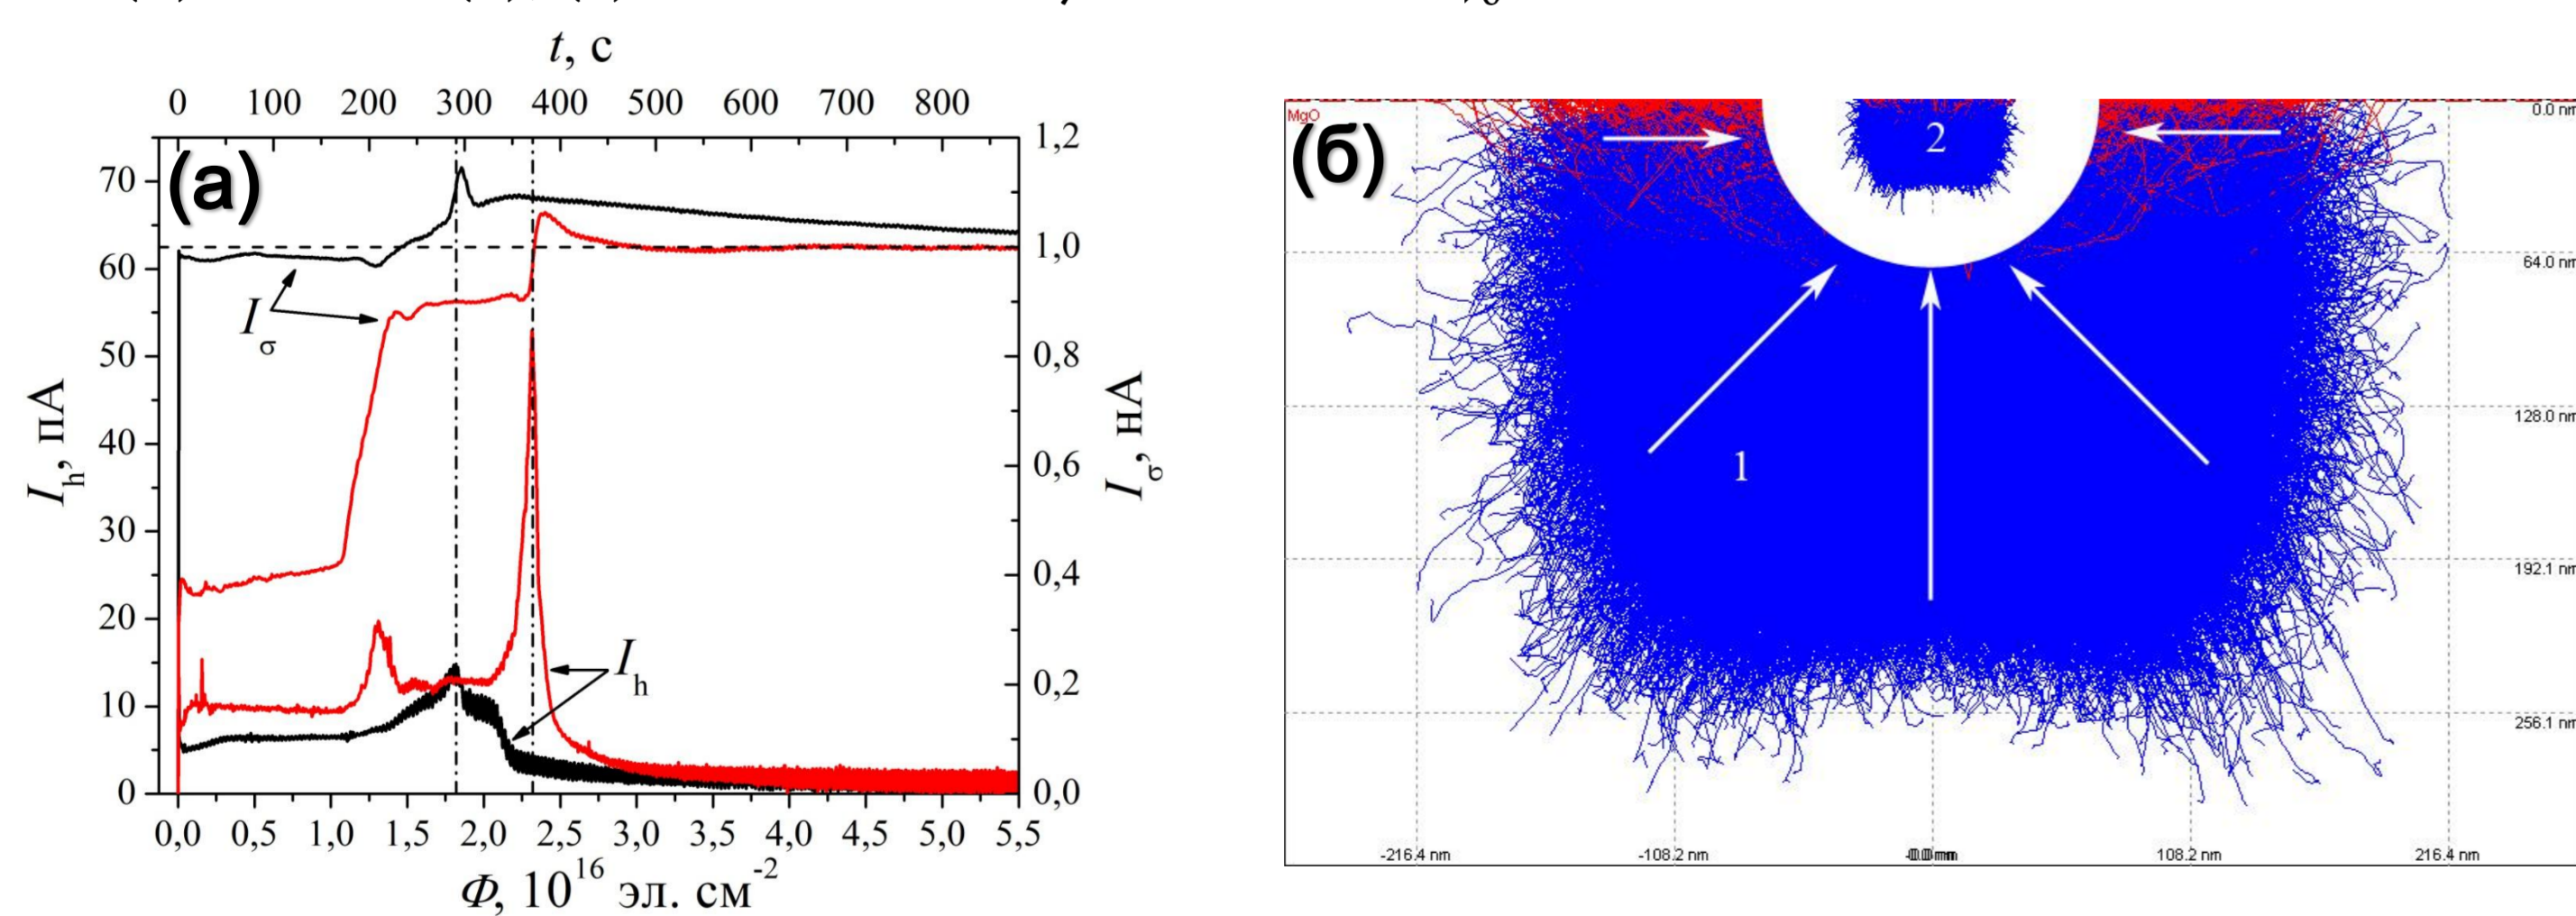 t, с
0 100 200 300 400 500 600 700 800
(а)
70
60
50
40
30
20
10
0
I_h, пА
1,2
1,0
0,8
0,6
0,4
0,2
0,0
I_σ, нА
I_σ
I_h
0,0 0,5 1,0 1,5 2,0 2,5 3,0 3,5 4,0 4,5 5,0 5,5
Φ, 10^16 эл. см^-2
MgO
(б)
2
1
0.0 nm
64.0 nm
128.0 nm
192.1 nm
256.1 nm
-216.4 nm -108.2 nm 108.2 nm 216.4 nm